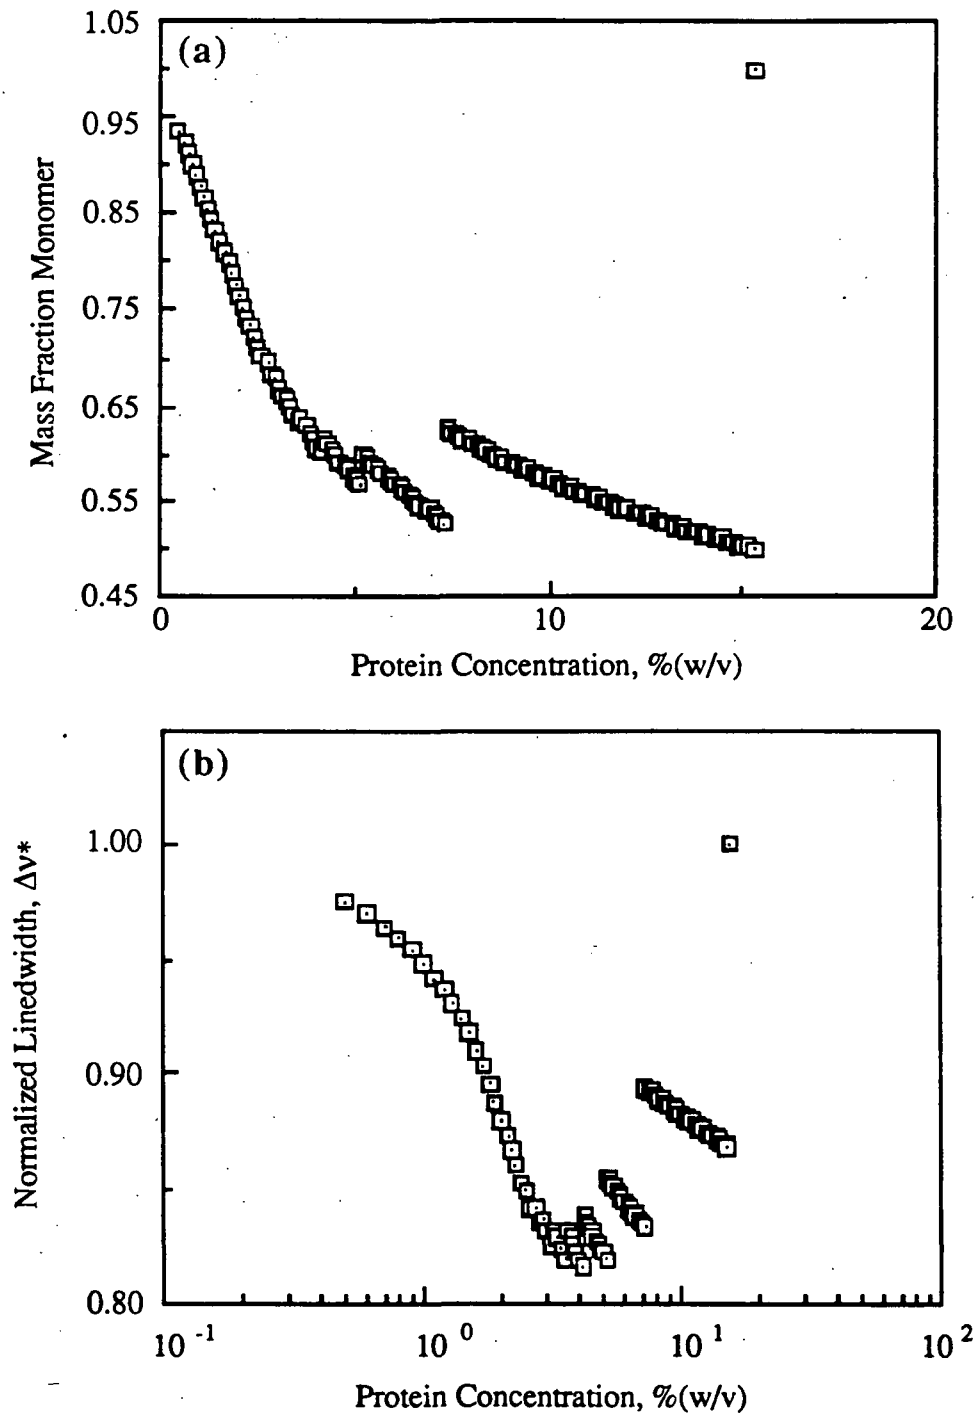 1.05
(a)
0.95
0.85
0.75
0.65
0.55
0.45
Mass Fraction Monomer
0
10
20
Protein Concentration, %(w/v)
(b)
1.00
0.90
0.80
Normalized Linedwidth, Δν*
10 -1
10 0
10 1
10 2
Protein Concentration, %(w/v)